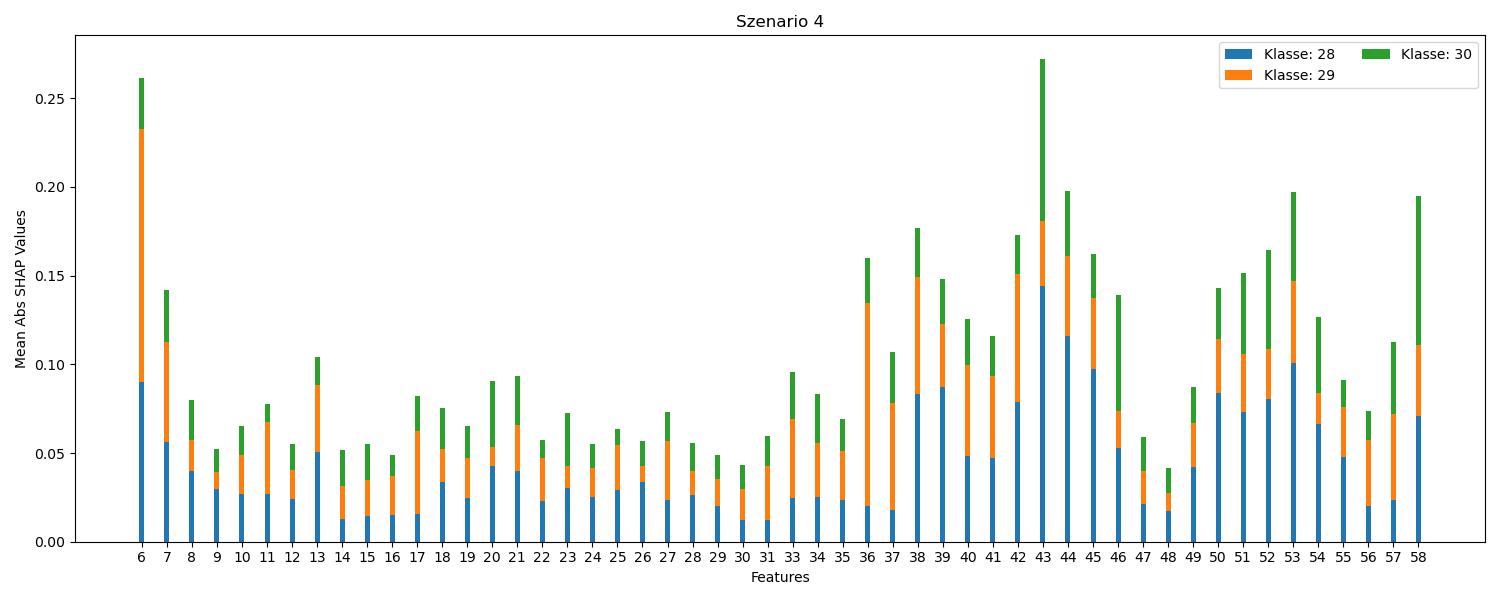 Szenario 4
Klasse: 28
Klasse: 29
Klasse: 30
Mean Abs SHAP Values
0.25
0.20
0.15
0.10
0.05
0.00
6 7 8 9 10 11 12 13 14 15 16 17 18 19 20 21 22 23 24 25 26 27 28 29 30 31 33 34 35 36 37 38 39 40 41 42 43 44 45 46 47 48 49 50 51 52 53 54 55 56 57 58
Features